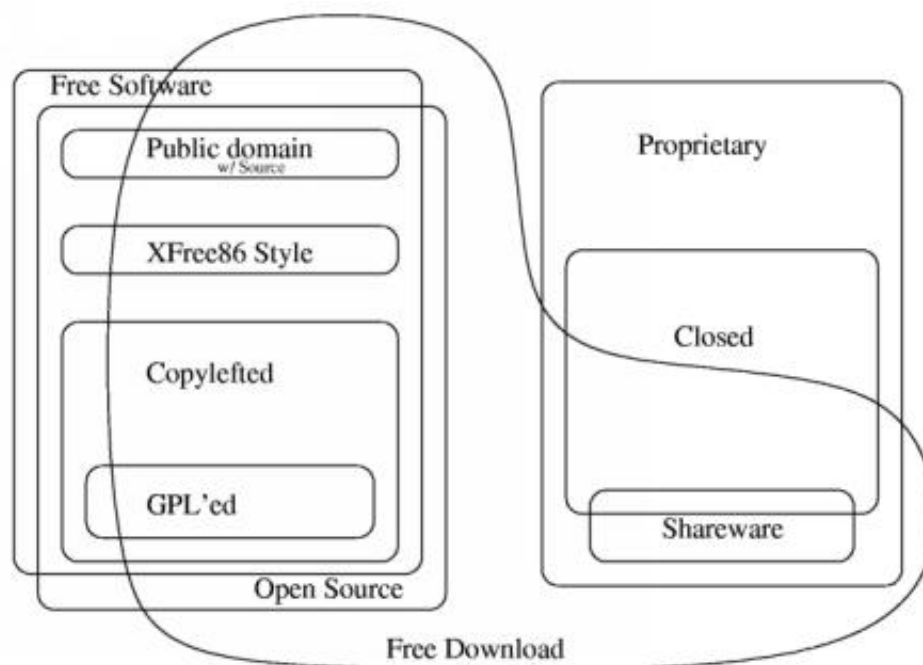 Free Software
Public domain
w/ Source
XFree86 Style
Copylefted
GPL'ed
Open Source
Proprietary
Closed
Shareware
Free Download